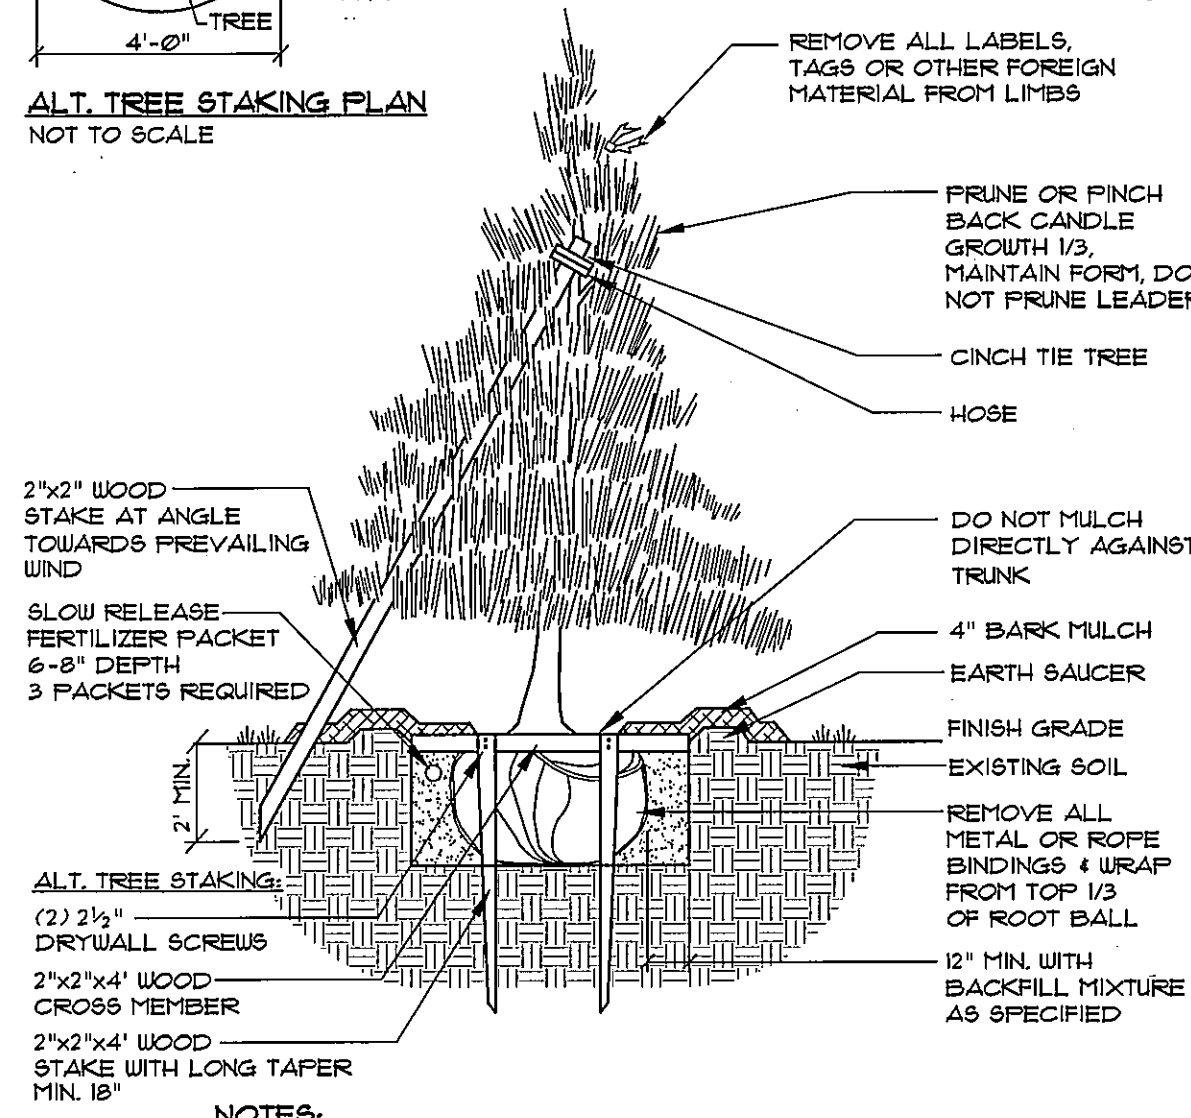 TREE
4'-0"
ALT. TREE STAKING PLAN
NOT TO SCALE
REMOVE ALL LABELS,
TAGS OR OTHER FOREIGN
MATERIAL FROM LIMBS
PRUNE OR PINCH
BACK CANDLE
GROWTH 1/3,
MAINTAIN FORM, DO
NOT PRUNE LEADER
CINCH TIE TREE
HOSE
2"x2" WOOD
STAKE AT ANGLE
TOWARDS PREVAILING
WIND
SLOW RELEASE
FERTILIZER PACKET
6-8" DEPTH
3 PACKETS REQUIRED
2' MIN.
DO NOT MULCH
DIRECTLY AGAINST
TRUNK
4" BARK MULCH
EARTH SAUCER
FINISH GRADE
EXISTING SOIL
REMOVE ALL
METAL OR ROPE
BINDINGS & WRAP
FROM TOP 1/3
OF ROOT BALL
12" MIN. WITH
BACKFILL MIXTURE
AS SPECIFIED
ALT. TREE STAKING:
(2) 2½"
DRYWALL SCREWS
2"x2"x4' WOOD
CROSS MEMBER
2"x2"x4' WOOD
STAKE WITH LONG TAPER
MIN. 18"
NOTES: